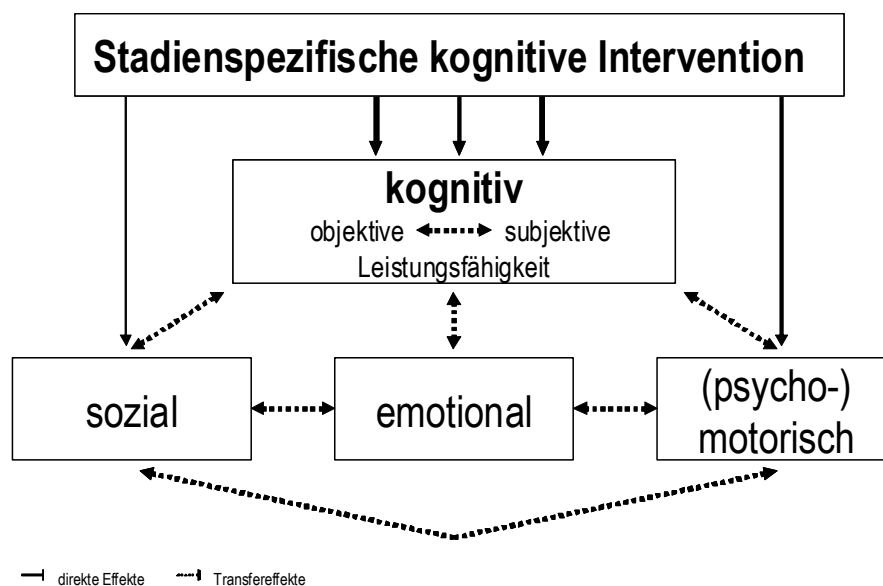 Stadienspezifische kognitive Intervention
kognitiv
objektive subjektive
Leistungsfähigkeit
sozial
emotional
(psycho-)
motorisch
direkte Effekte Transfereffekte